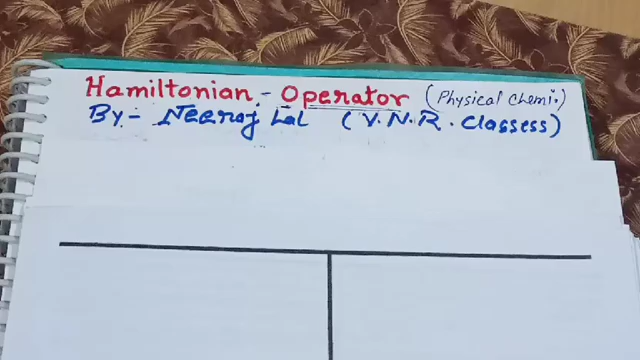 Hamiltonian - Operator (Physical Chemi.)
By - Neeraj Lal (V.N.R. Classess)